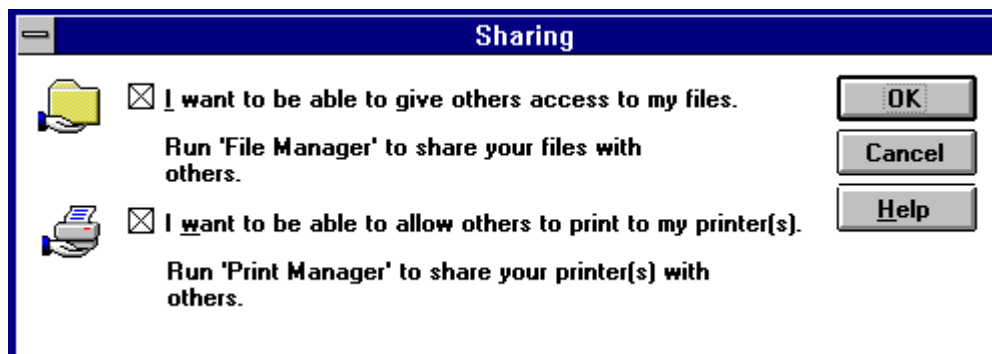 Sharing
I want to be able to give others access to my files.
Run 'File Manager' to share your files with
others.
I want to be able to allow others to print to my printer(s).
Run 'Print Manager' to share your printer(s) with
others.
OK
Cancel
Help